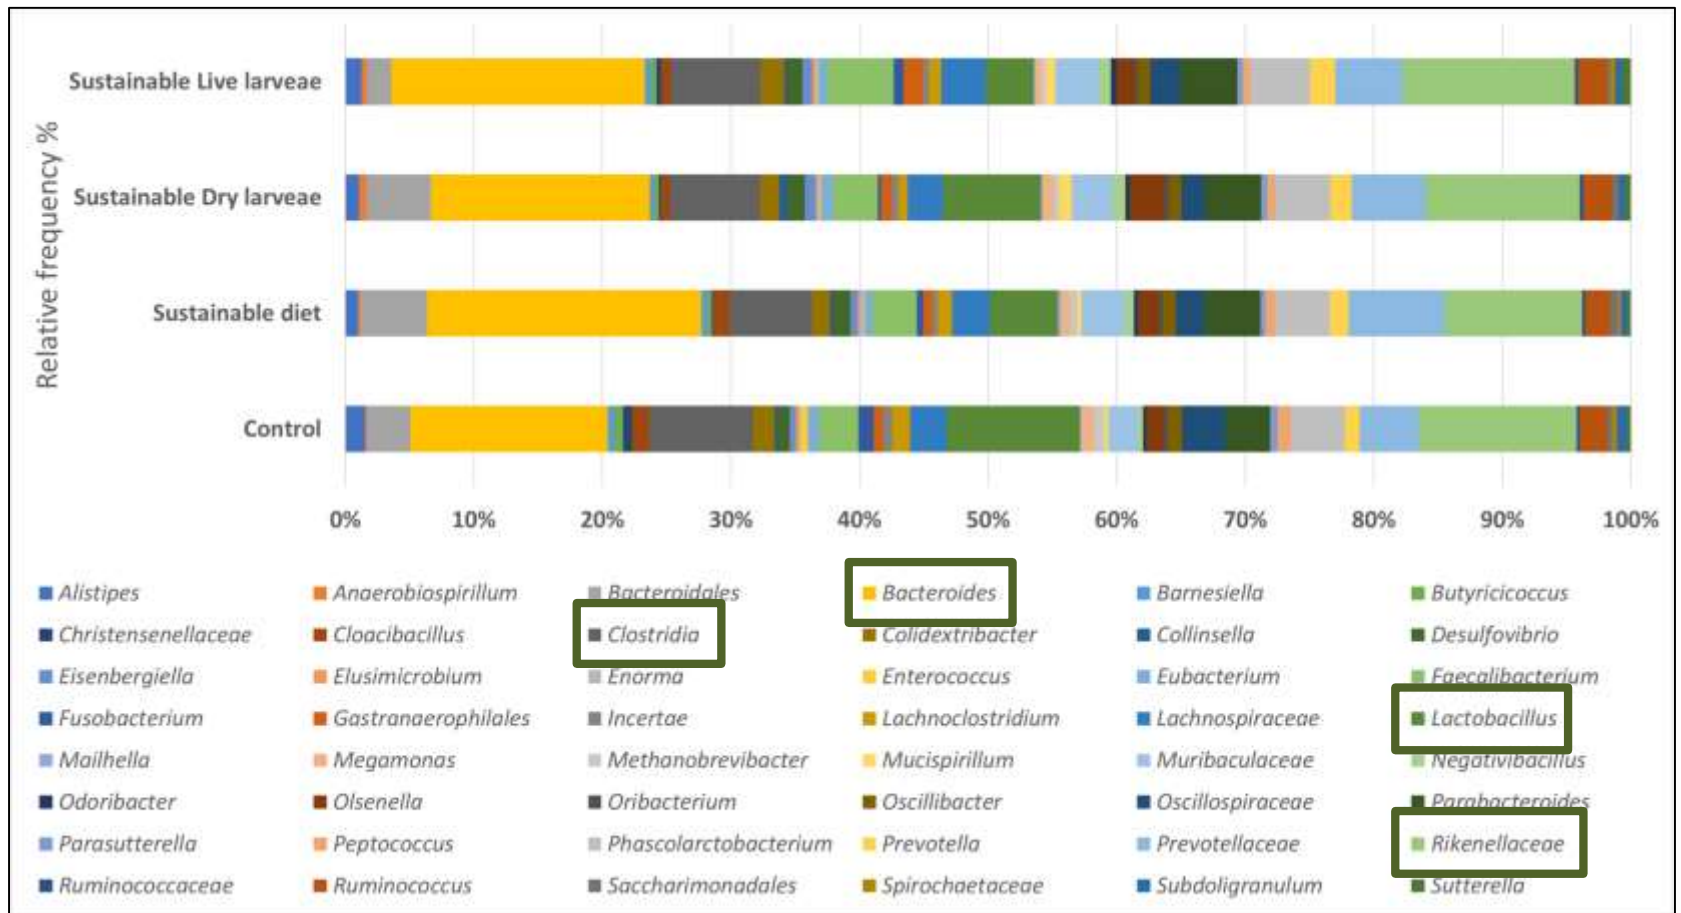 Relative frequency %
Sustainable Live larveae
Sustainable Dry larveae
Sustainable diet
Control
0% 10% 20% 30% 40% 50% 60% 70% 80% 90% 100%
Alistipes Anaerobiospirillum Bacteroidales Bacteroides Barnesiella Butyricicoccus
Christensenellaceae Cloacibacillus Clostridia Colidextribacter Collinsella Desulfovibrio
Eisenbergiella Elusimicrobium Enorma Enterococcus Eubacterium Faecalibacterium
Fusobacterium Gastranaerophilales Incertae Lachnoclostridium Lachnospiraceae Lactobacillus
Mailhella Megamonas Methanobrevibacter Mucispirillum Muribaculaceae Negativibacillus
Odoribacter Olsenella Oribacterium Oscillibacter Oscillospiraceae Parabacteroides
Parasutterella Peptococcus Phascolarctobacterium Prevotella Prevotellaceae Rikenellaceae
Ruminococcaceae Ruminococcus Saccharimonadales Spirochaetaceae Subdoligranulum Sutterella